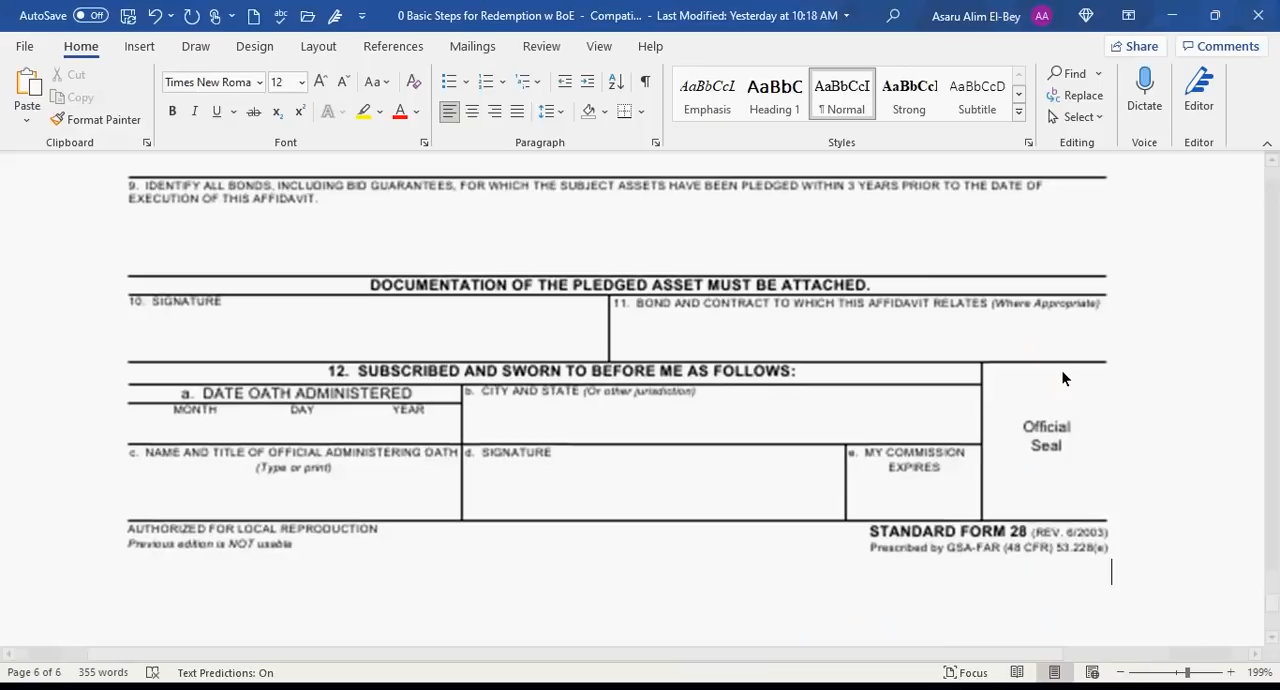 AutoSave Off 0 Basic Steps for Redemption w BoE - Compati... - Last Modified: Yesterday at 10:18 AM Asaru Alim El-Bey AA
File Home Insert Draw Design Layout References Mailings Review View Help Share Comments
Paste Cut Copy Format Painter
Times New Roma 12
Emphasis Heading 1 ¶ Normal Strong Subtitle
Find Replace Select Dictate Editor
Clipboard Font Paragraph Styles Editing Voice Editor
9. IDENTIFY ALL BONDS, INCLUDING BID GUARANTEES, FOR WHICH THE SUBJECT ASSETS HAVE BEEN PLEDGED WITHIN 3 YEARS PRIOR TO THE DATE OF
EXECUTION OF THIS AFFIDAVIT.
DOCUMENTATION OF THE PLEDGED ASSET MUST BE ATTACHED.
10. SIGNATURE
11. BOND AND CONTRACT TO WHICH THIS AFFIDAVIT RELATES (Where Appropriate)
12. SUBSCRIBED AND SWORN TO BEFORE ME AS FOLLOWS:
a. DATE OATH ADMINISTERED
MONTH DAY YEAR
b. CITY AND STATE (Or other jurisdiction)
Official
Seal
c. NAME AND TITLE OF OFFICIAL ADMINISTERING OATH
(Type or print)
d. SIGNATURE
e. MY COMMISSION
EXPIRES
AUTHORIZED FOR LOCAL REPRODUCTION
Previous edition is NOT usable
STANDARD FORM 28 (REV. 6/2003)
Prescribed by GSA-FAR (48 CFR) 53.228(e)
Page 6 of 6 355 words Text Predictions: On Focus 199%